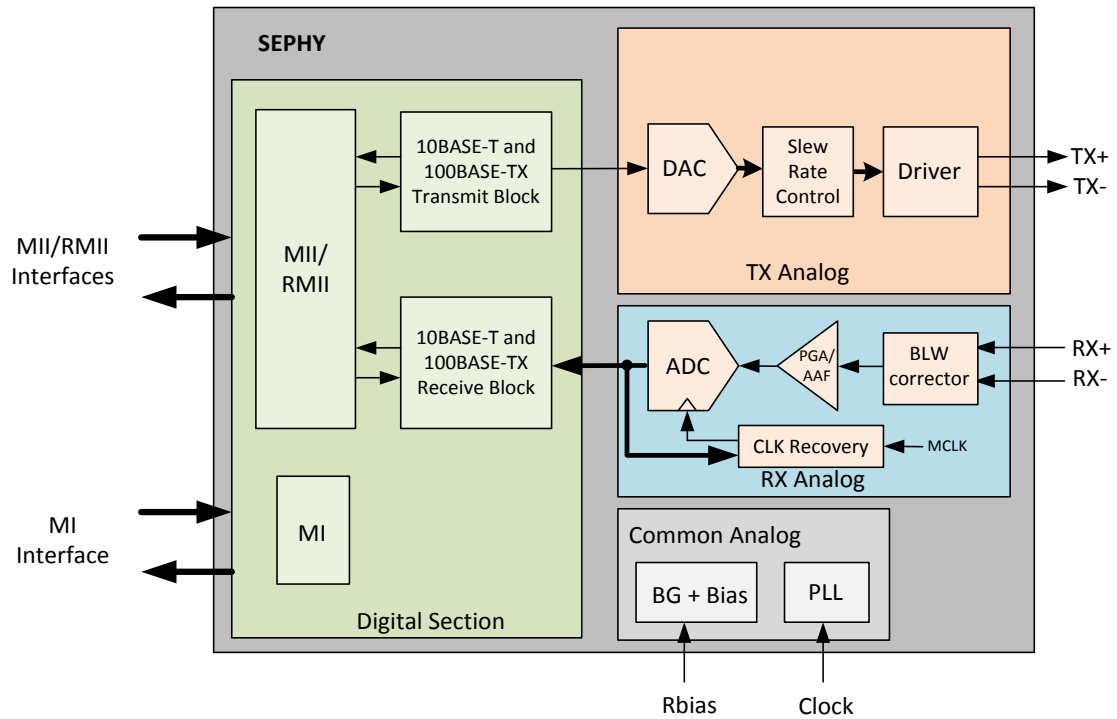 SEPHY
MII/RMII
Interfaces
MI
Interface
MII/
RMII
10BASE-T and
100BASE-TX
Transmit Block
10BASE-T and
100BASE-TX
Receive Block
MI
Digital Section
DAC
Slew
Rate
Control
Driver
TX Analog
TX+
TX-
ADC
PGA/
AAF
BLW
corrector
RX+
RX-
CLK Recovery
MCLK
RX Analog
Common Analog
BG + Bias
PLL
Rbias
Clock